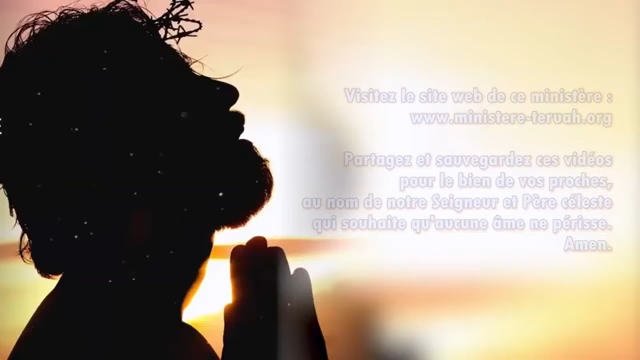 Visitez le site web de ce ministère :
www.ministere-teruah.org
Partagez et sauvegardez ces vidéos
pour le bien de vos proches,
au nom de notre Seigneur et Père céleste
qui souhaite qu'aucune âme ne périsse.
Amen.